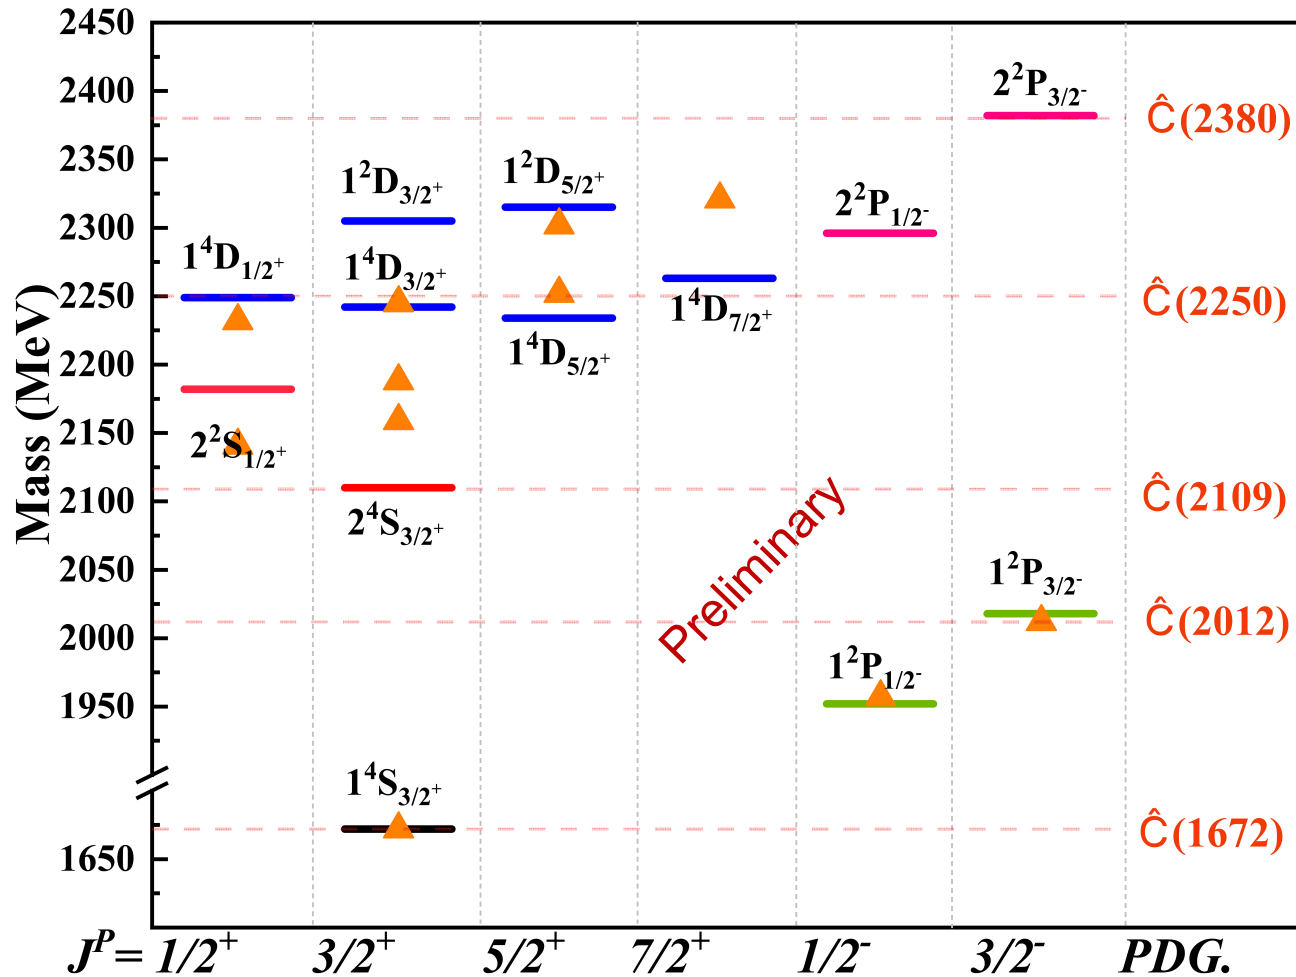 2450
2400
2350
2300
2250
2200
2150
2100
2050
2000
1950
1650
Mass (MeV)
2²P₃/₂-
Ĉ(2380)
1²D₃/₂+
1²D₅/₂+
2²P₁/₂-
1⁴D₁/₂+
1⁴D₃/₂+
Ĉ(2250)
1⁴D₇/₂+
1⁴D₅/₂+
2²S₁/₂+
Ĉ(2109)
2⁴S₃/₂+
Preliminary
1²P₃/₂-
Ĉ(2012)
1²P₁/₂-
1⁴S₃/₂+
Ĉ(1672)
Jᴾ= 1/2⁺ 3/2⁺ 5/2⁺ 7/2⁺ 1/2⁻ 3/2⁻ PDG.